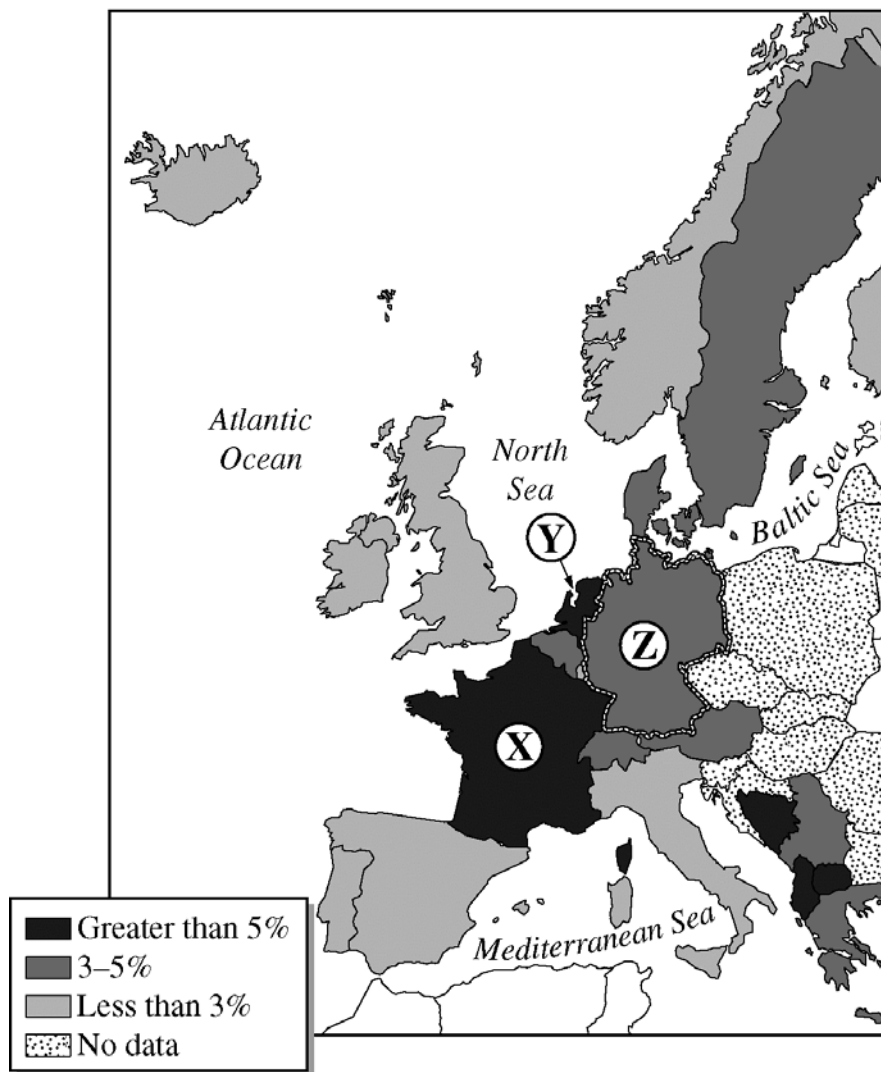 Atlantic
Ocean
North
Sea
Baltic Sea
Y
Z
X
Mediterranean Sea
Greater than 5%
3–5%
Less than 3%
No data